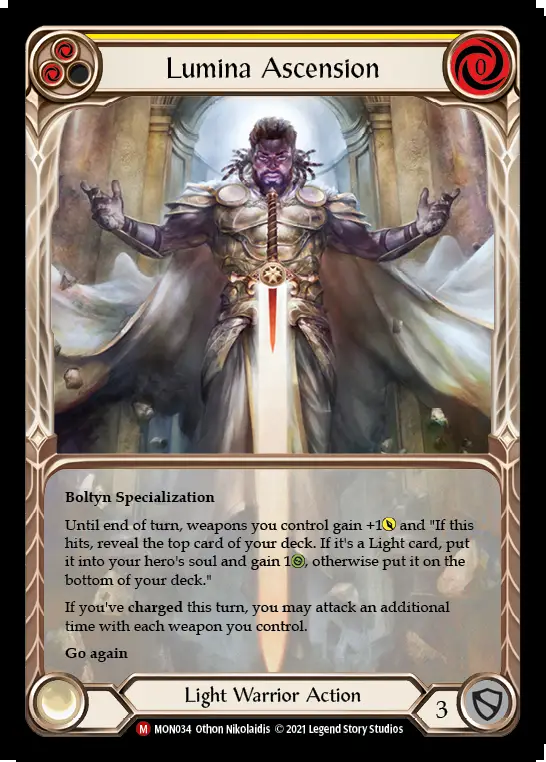 Lumina Ascension
0
Boltyn Specialization
Until end of turn, weapons you control gain +1 and "If this
hits, reveal the top card of your deck. If it's a Light card, put
it into your hero's soul and gain 1, otherwise put it on the
bottom of your deck."
If you've charged this turn, you may attack an additional
time with each weapon you control.
Go again
Light Warrior Action
3
M MON034 Othon Nikolaidis © 2021 Legend Story Studios